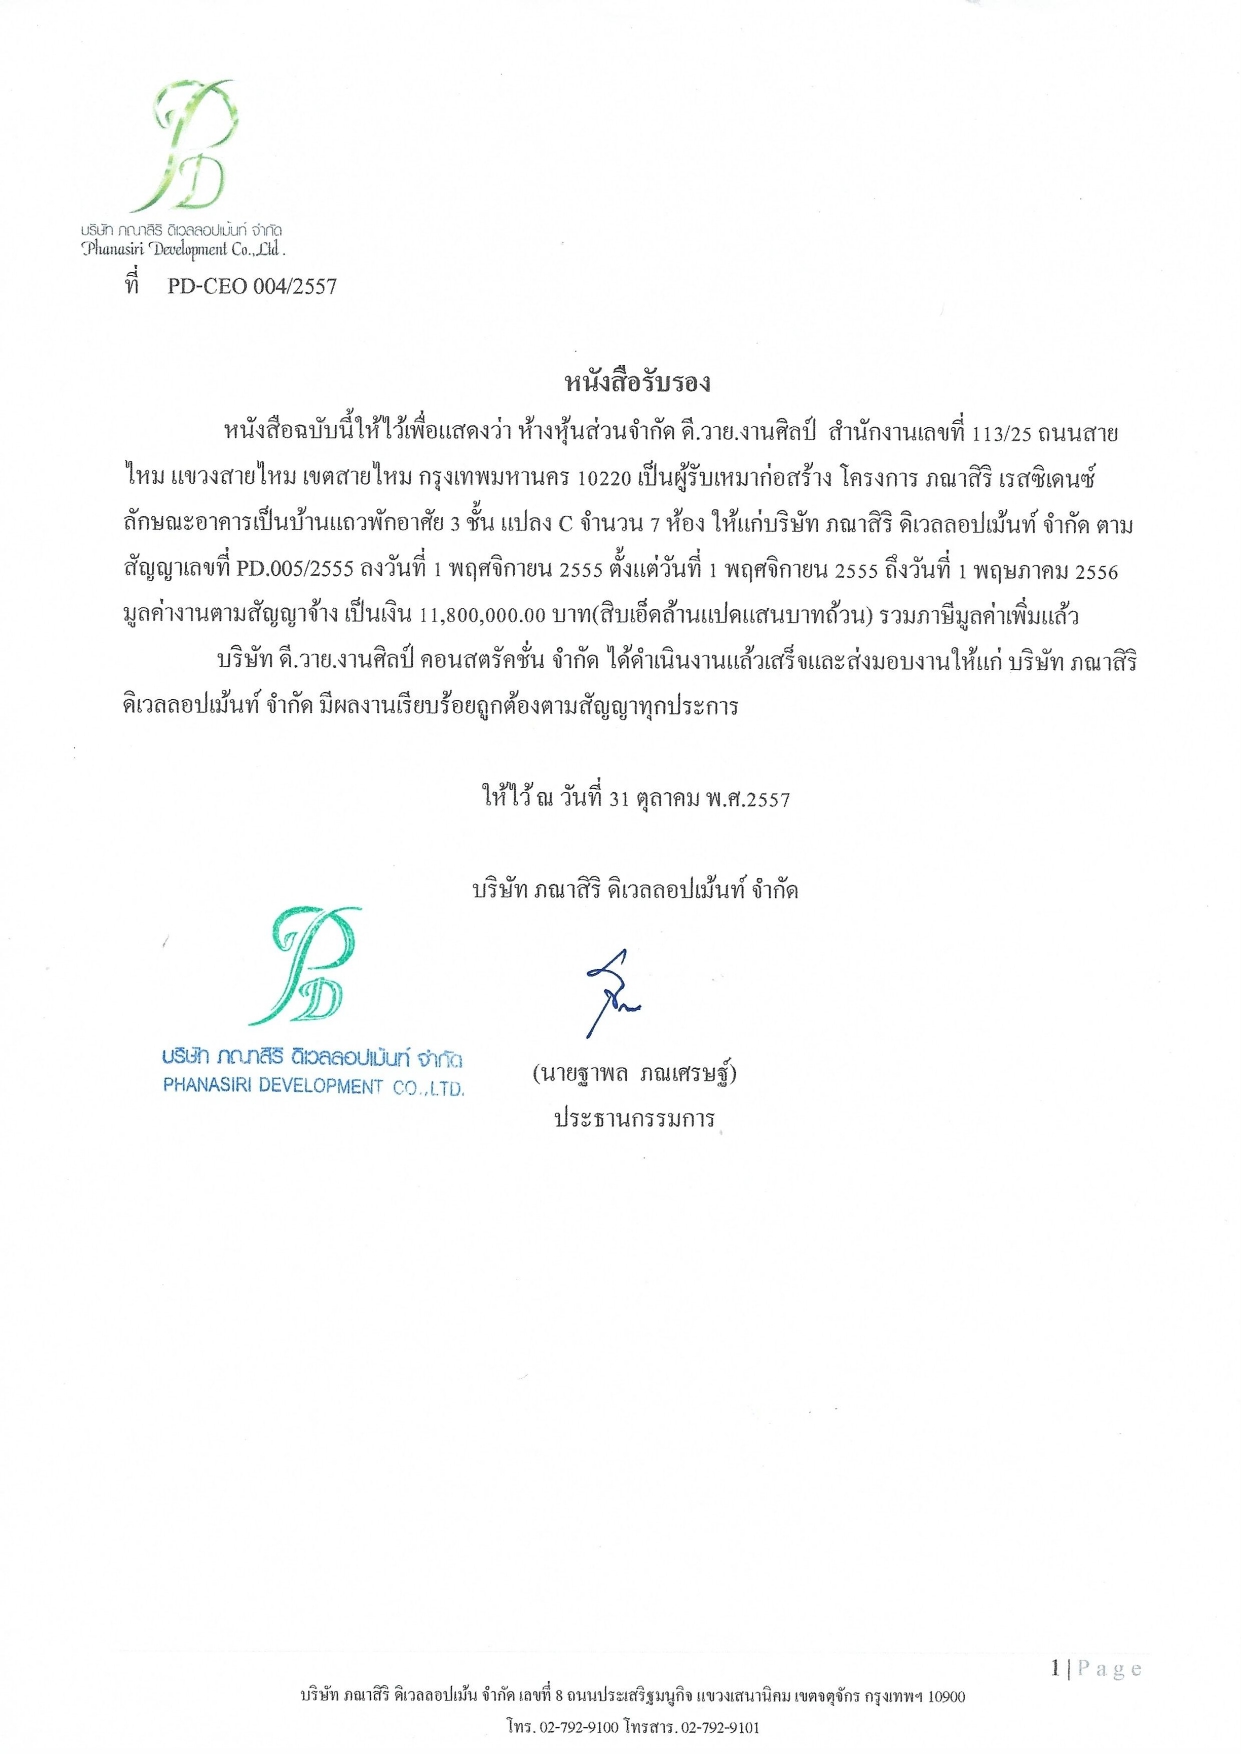 PD
บริษัท ภณาสิริ ดิเวลลอปเม้นท์ จำกัด
Phanasiri Development Co.,Ltd.
ที่ PD-CEO 004/2557
หนังสือรับรอง
หนังสือฉบับนี้ให้ไว้เพื่อแสดงว่า ห้างหุ้นส่วนจำกัด ดี.วาย.งานศิลป์ สำนักงานเลขที่ 113/25 ถนนสาย
ไหม แขวงสายไหม เขตสายไหม กรุงเทพมหานคร 10220 เป็นผู้รับเหมาก่อสร้าง โครงการ ภณาสิริ เรสซิเดนซ์
ลักษณะอาคารเป็นบ้านแถวพักอาศัย 3 ชั้น แปลง C จำนวน 7 ห้อง ให้แก่บริษัท ภณาสิริ ดิเวลลอปเม้นท์ จำกัด ตาม
สัญญาเลขที่ PD.005/2555 ลงวันที่ 1 พฤศจิกายน 2555 ตั้งแต่วันที่ 1 พฤศจิกายน 2555 ถึงวันที่ 1 พฤษภาคม 2556
มูลค่างานตามสัญญาจ้าง เป็นเงิน 11,800,000.00 บาท(สิบเอ็ดล้านแปดแสนบาทถ้วน) รวมภาษีมูลค่าเพิ่มแล้ว
บริษัท ดี.วาย.งานศิลป์ คอนสตรัคชั่น จำกัด ได้ดำเนินงานแล้วเสร็จและส่งมอบงานให้แก่ บริษัท ภณาสิริ
ดิเวลลอปเม้นท์ จำกัด มีผลงานเรียบร้อยถูกต้องตามสัญญาทุกประการ
ให้ไว้ ณ วันที่ 31 ตุลาคม พ.ศ.2557
บริษัท ภณาสิริ ดิเวลลอปเม้นท์ จำกัด
PD
บริษัท ภณาสิริ ดิเวลลอปเม้นท์ จำกัด
PHANASIRI DEVELOPMENT CO.,LTD.
(นายฐาพล ภณเศรษฐ์)
ประธานกรรมการ
1 | Page
บริษัท ภณาสิริ ดิเวลลอปเม้น จำกัด เลขที่ 8 ถนนประเสริฐมนูกิจ แขวงเสนานิคม เขตจตุจักร กรุงเทพฯ 10900
โทร. 02-792-9100 โทรสาร. 02-792-9101